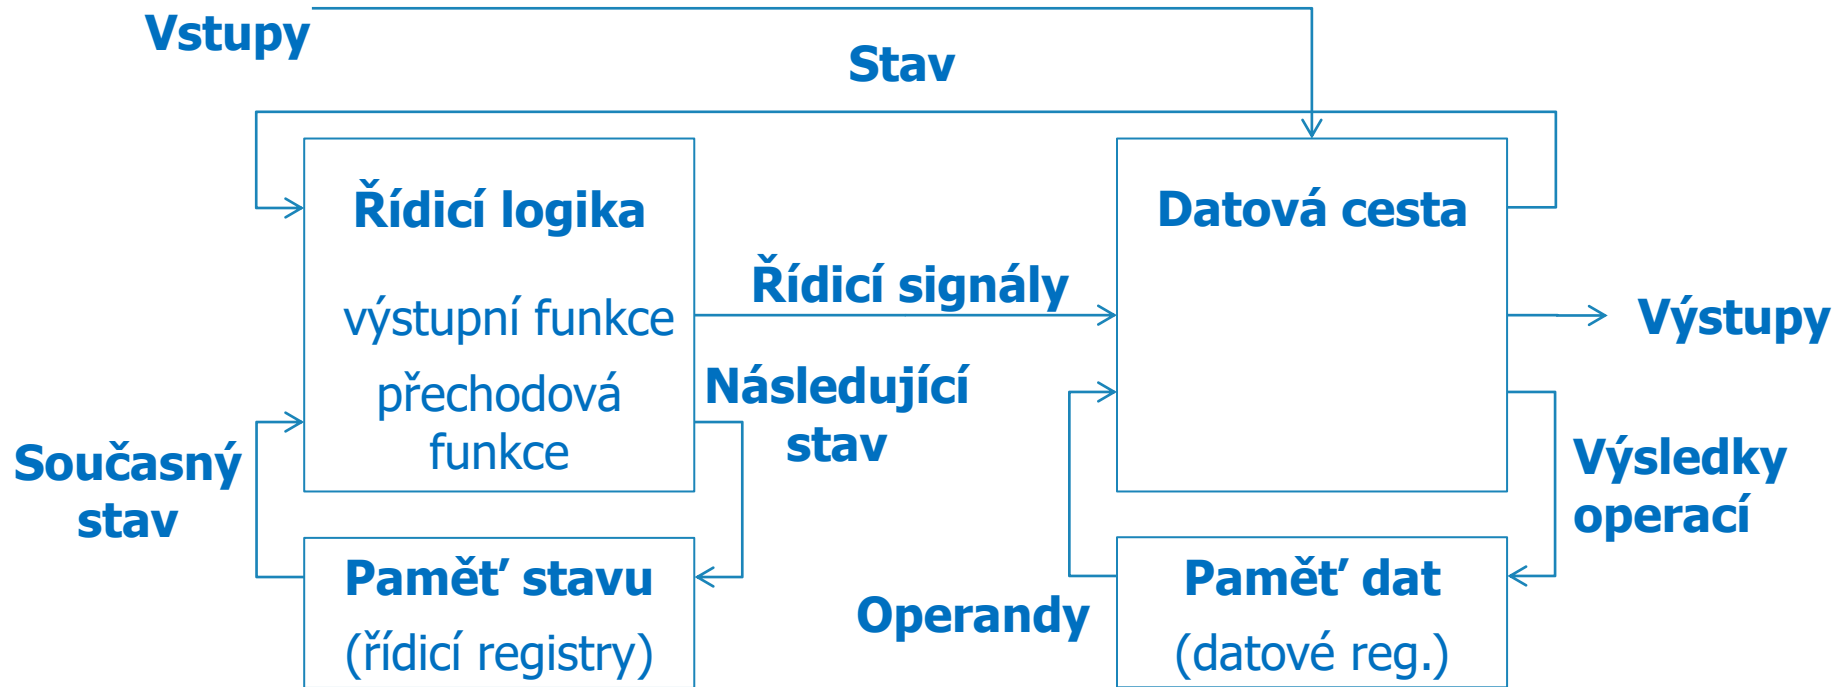 Vstupy
Stav
Řídicí logika
výstupní funkce
přechodová
funkce
Řídicí signály
Následující
stav
Současný
stav
Paměť stavu
(řídicí registry)
Datová cesta
Výstupy
Výsledky
operací
Operandy
Paměť dat
(datové reg.)